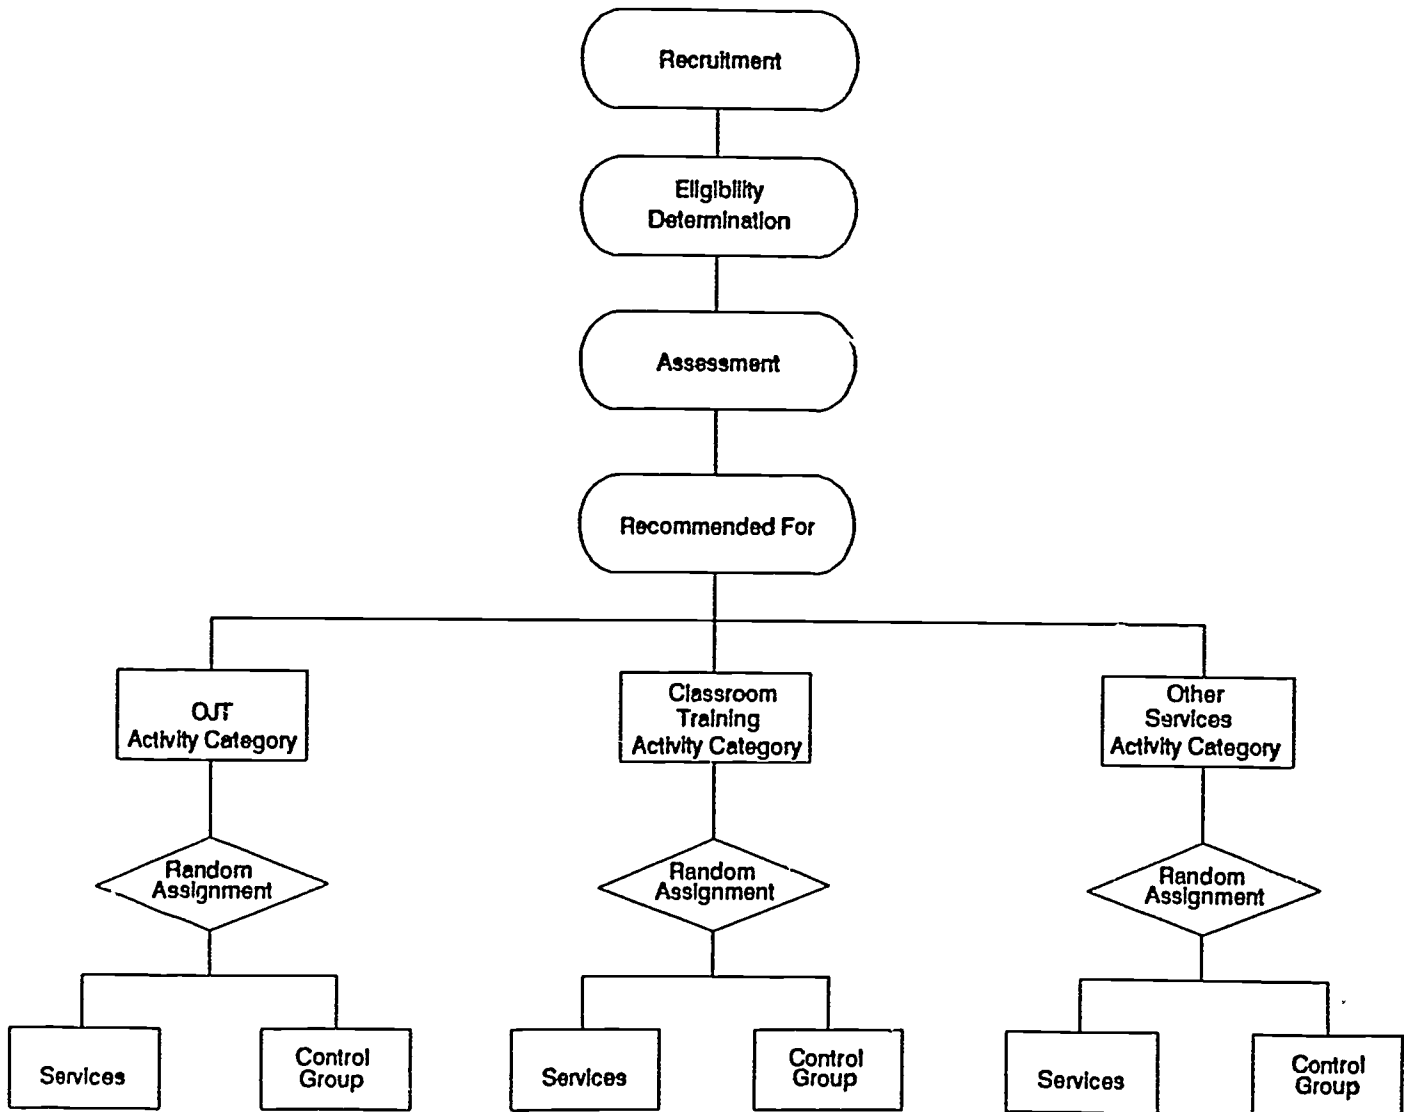 Recruitment
Eligibility
Determination
Assessment
Recommended For
OJT
Activity Category
Classroom
Training
Activity Category
Other
Services
Activity Category
Random
Assignment
Random
Assignment
Random
Assignment
Services
Control
Group
Services
Control
Group
Services
Control
Group